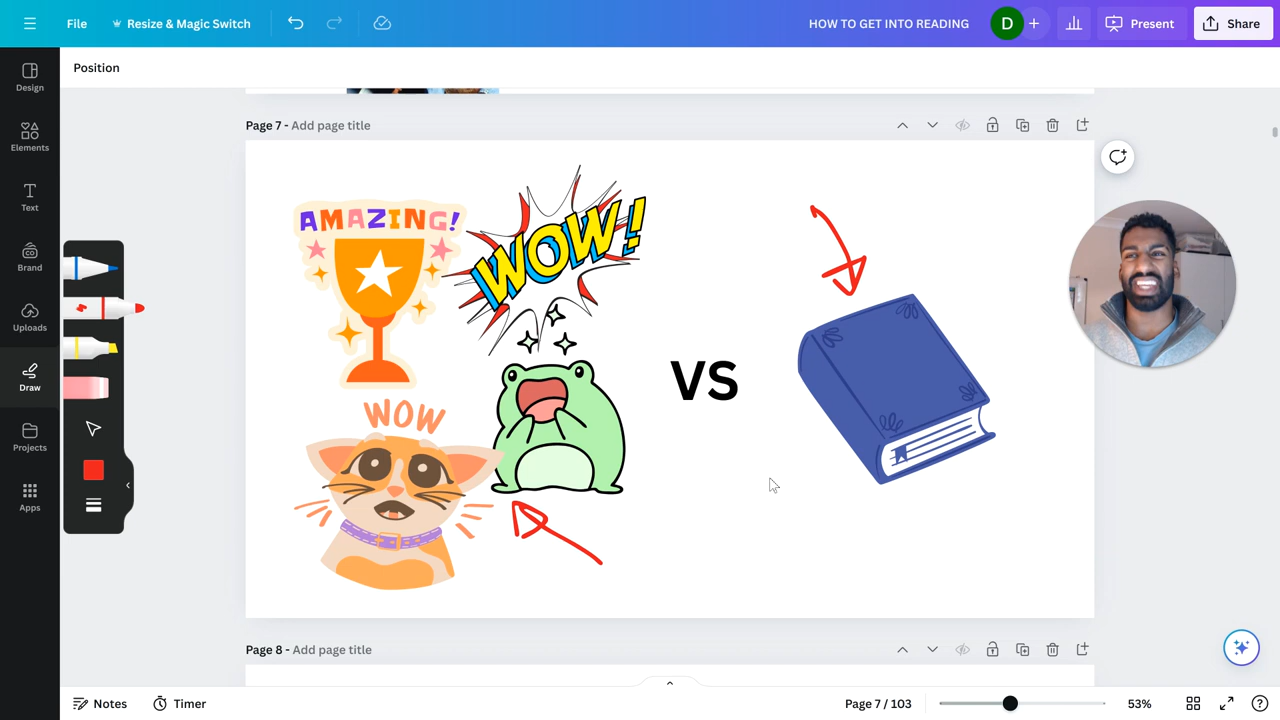 File
Resize & Magic Switch
HOW TO GET INTO READING
D
Present
Share
Position
Design
Elements
Text
Brand
Uploads
Draw
Projects
Apps
Page 7 - Add page title
AMAZING!
WOW!
WOW
VS
Page 8 - Add page title
Notes
Timer
Page 7 / 103
53%